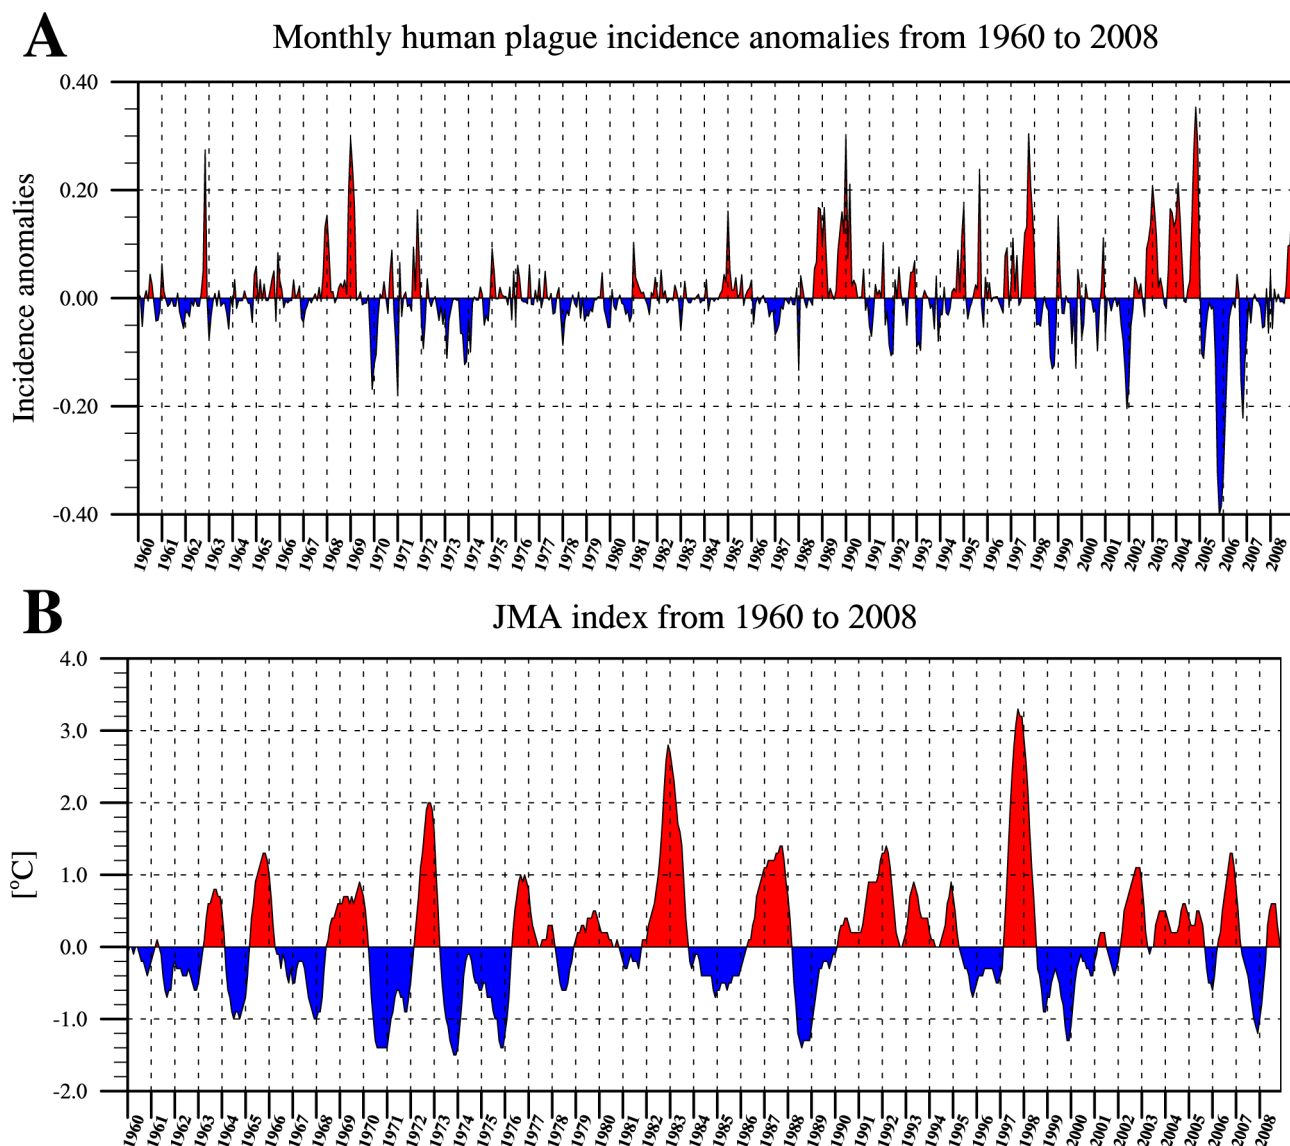 A
Monthly human plague incidence anomalies from 1960 to 2008
Incidence anomalies
0.40
0.20
0.00
-0.20
-0.40
1960 1961 1962 1963 1964 1965 1966 1967 1968 1969 1970 1971 1972 1973 1974 1975 1976 1977 1978 1979 1980 1981 1982 1983 1984 1985 1986 1987 1988 1989 1990 1991 1992 1993 1994 1995 1996 1997 1998 1999 2000 2001 2002 2003 2004 2005 2006 2007 2008
B
JMA index from 1960 to 2008
[°C]
4.0
3.0
2.0
1.0
0.0
-1.0
-2.0
1960 1961 1962 1963 1964 1965 1966 1967 1968 1969 1970 1971 1972 1973 1974 1975 1976 1977 1978 1979 1980 1981 1982 1983 1984 1985 1986 1987 1988 1989 1990 1991 1992 1993 1994 1995 1996 1997 1998 1999 2000 2001 2002 2003 2004 2005 2006 2007 2008